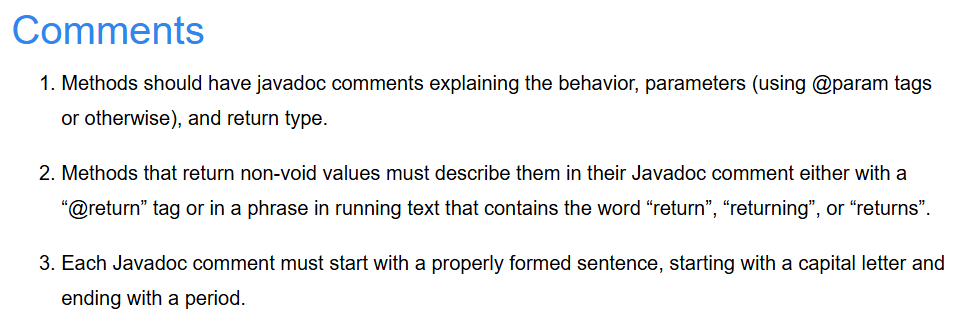 Comments
1. Methods should have javadoc comments explaining the behavior, parameters (using @param tags
or otherwise), and return type.
2. Methods that return non-void values must describe them in their Javadoc comment either with a
“@return” tag or in a phrase in running text that contains the word “return”, “returning”, or “returns”.
3. Each Javadoc comment must start with a properly formed sentence, starting with a capital letter and
ending with a period.